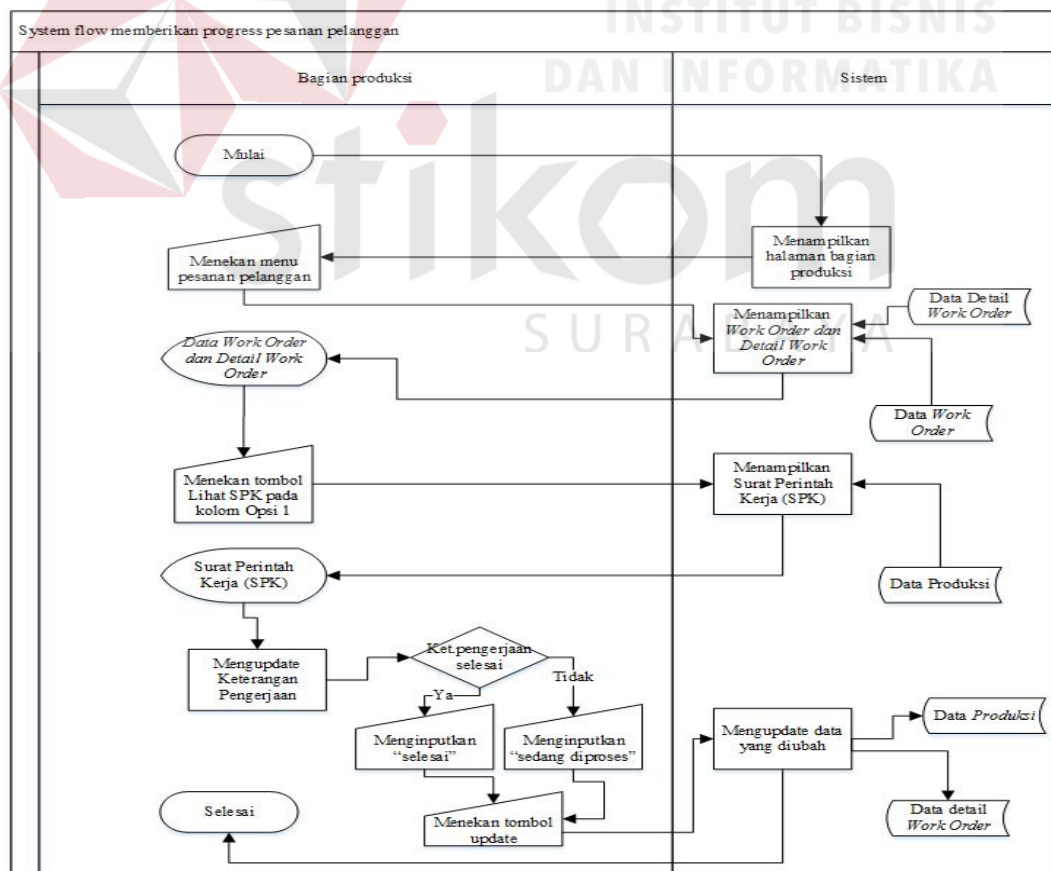 INSTITUT BISNIS
DAN INFORMATIKA
stikom
SURABAYA
System flow memberikan progress pesanan pelanggan
Bagian produksi
Sistem
Mulai
Menampilkan
halaman bagian
produksi
Menekan menu
pesanan pelanggan
Menampilkan
Work Order dan
Detail Work
Order
Data Detail
Work Order
Data Work Order
dan Detail Work
Order
Data Work
Order
Menekan tombol
Lihat SPK pada
kolom Opsi 1
Menampilkan
Surat Perintah
Kerja (SPK)
Surat Perintah
Kerja (SPK)
Data Produksi
Mengupdate
Keterangan
Pengerjaan
Ket.pengerjaan
selesai
Ya
Tidak
Menginputkan
“selesai”
Menginputkan
“sedang diproses”
Mengupdate data
yang diubah
Data Produksi
Data detail
Work Order
Menekan tombol
update
Selesai